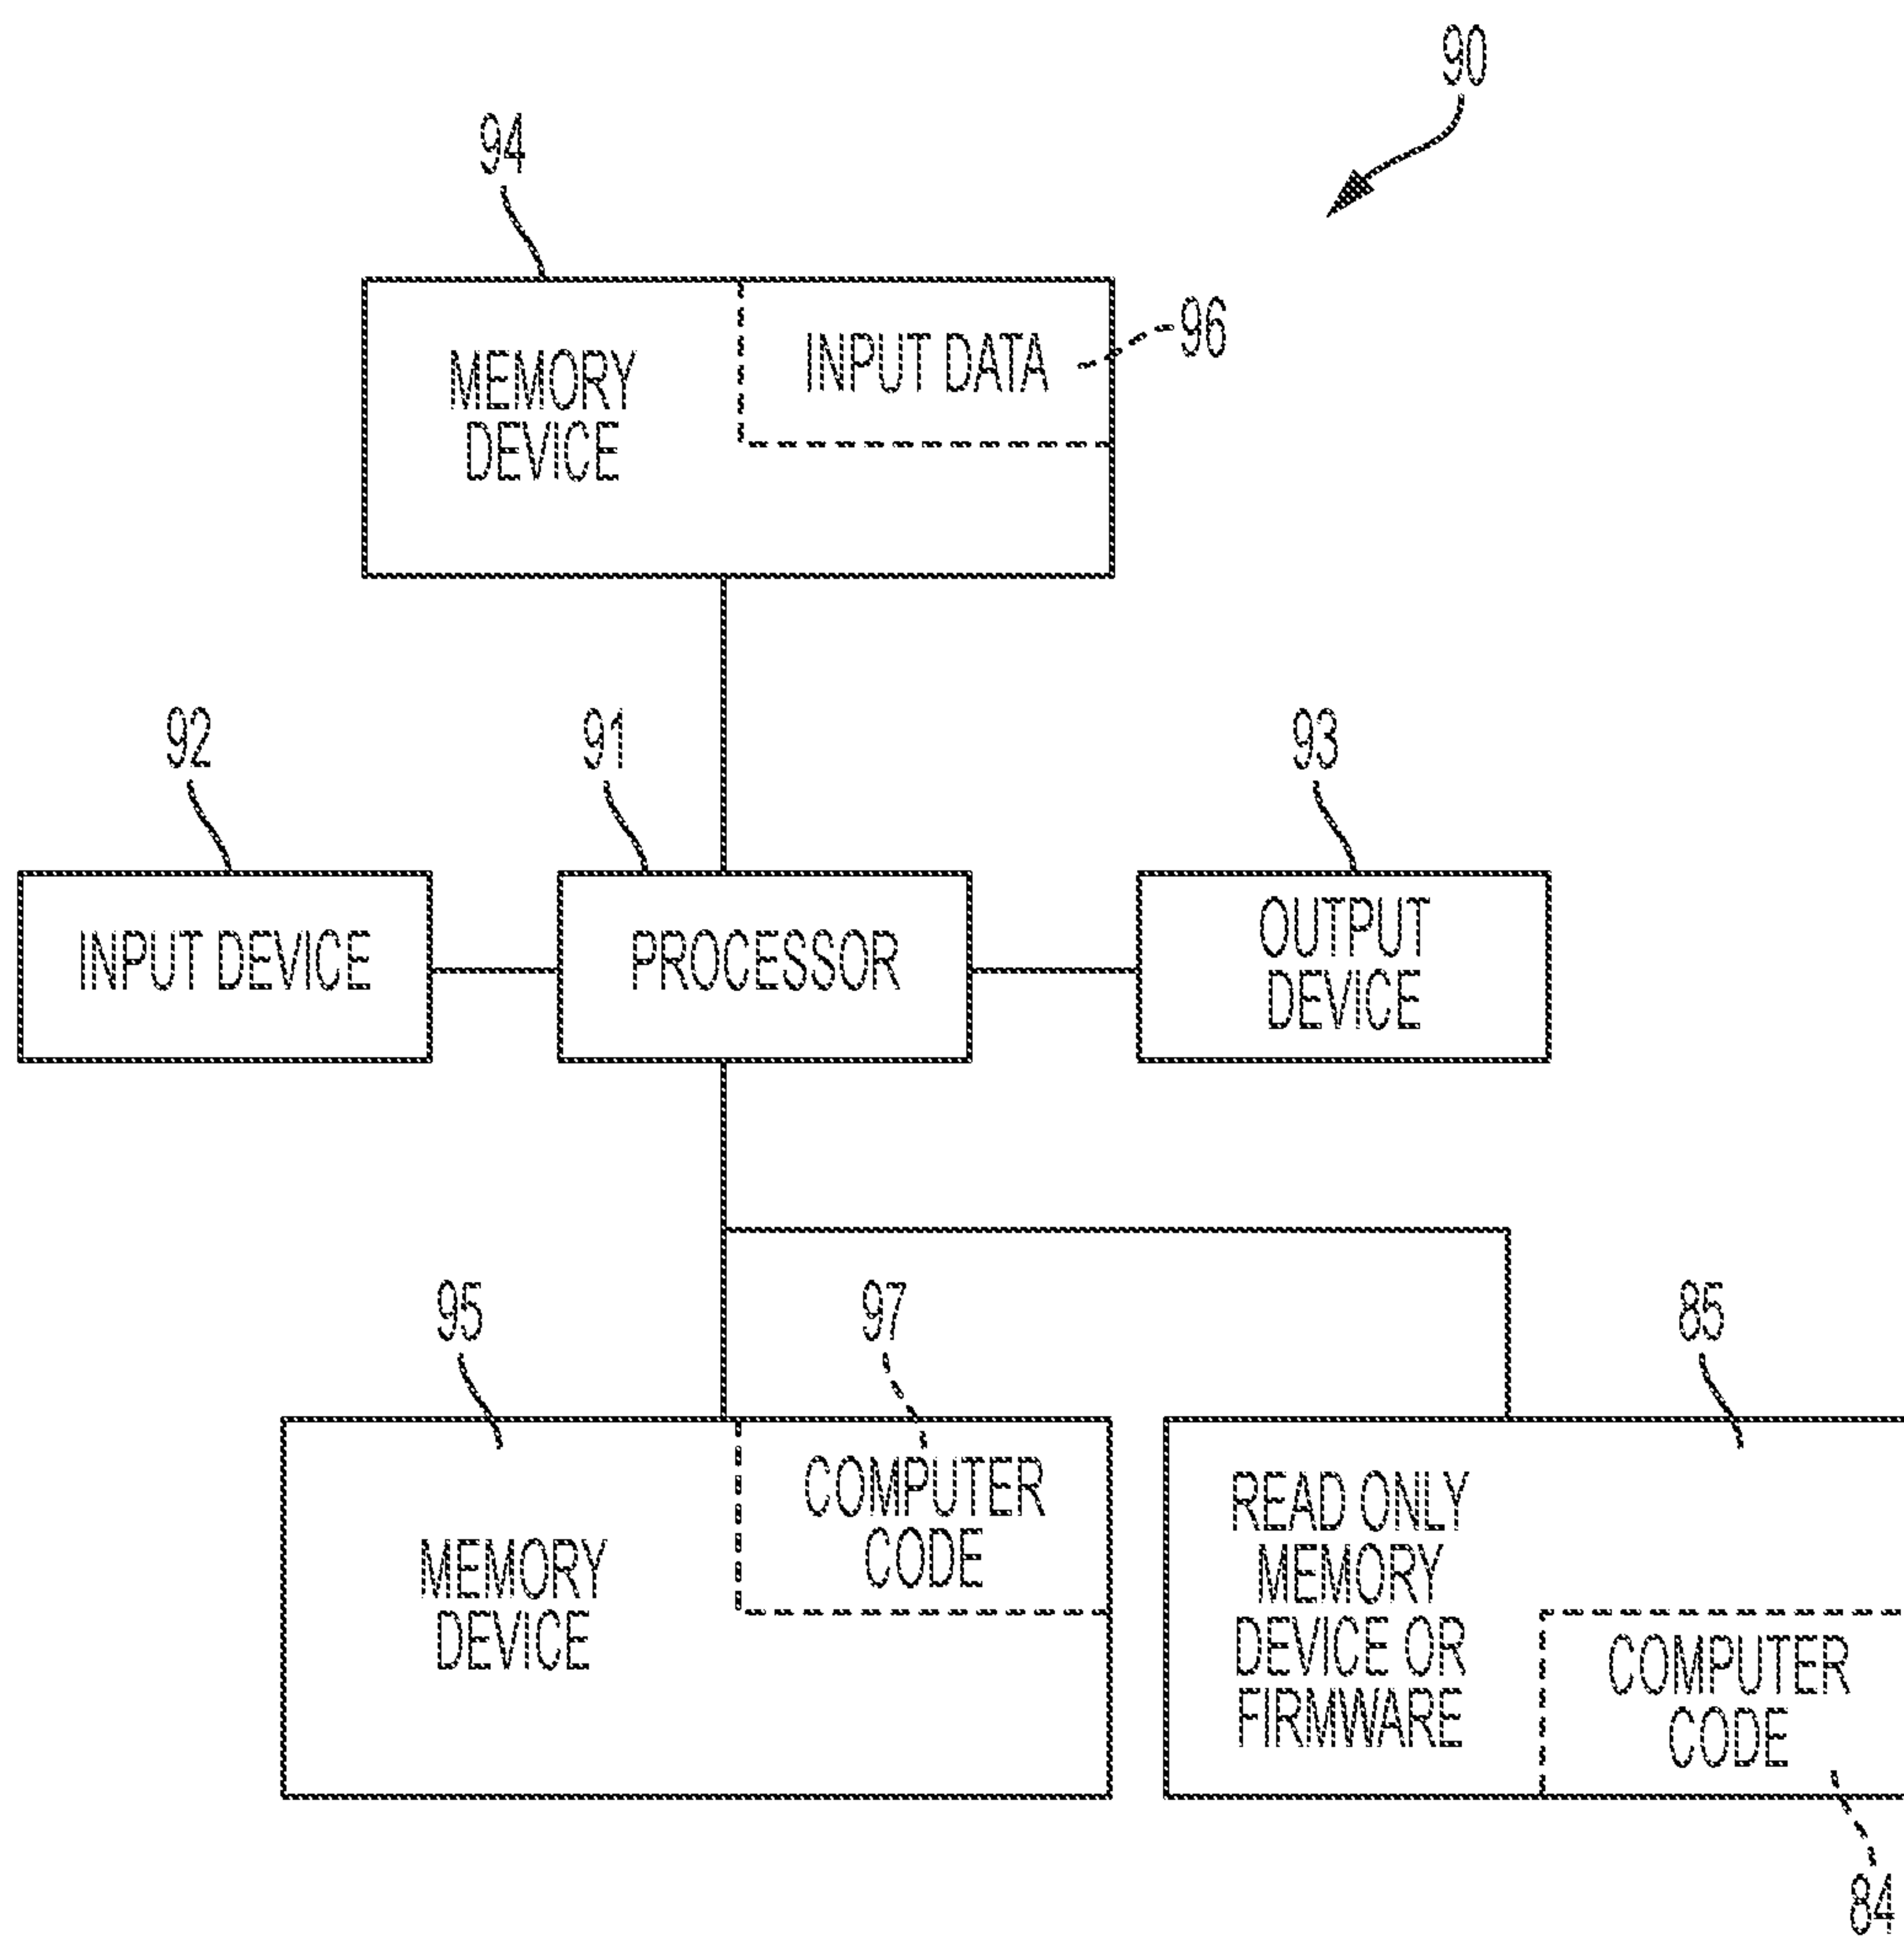 90
94
MEMORY
DEVICE
INPUT DATA
96
92
91
93
INPUT DEVICE
PROCESSOR
OUTPUT
DEVICE
95
97
85
MEMORY
DEVICE
COMPUTER
CODE
READ ONLY
MEMORY
DEVICE OR
FIRMWARE
COMPUTER
CODE
84